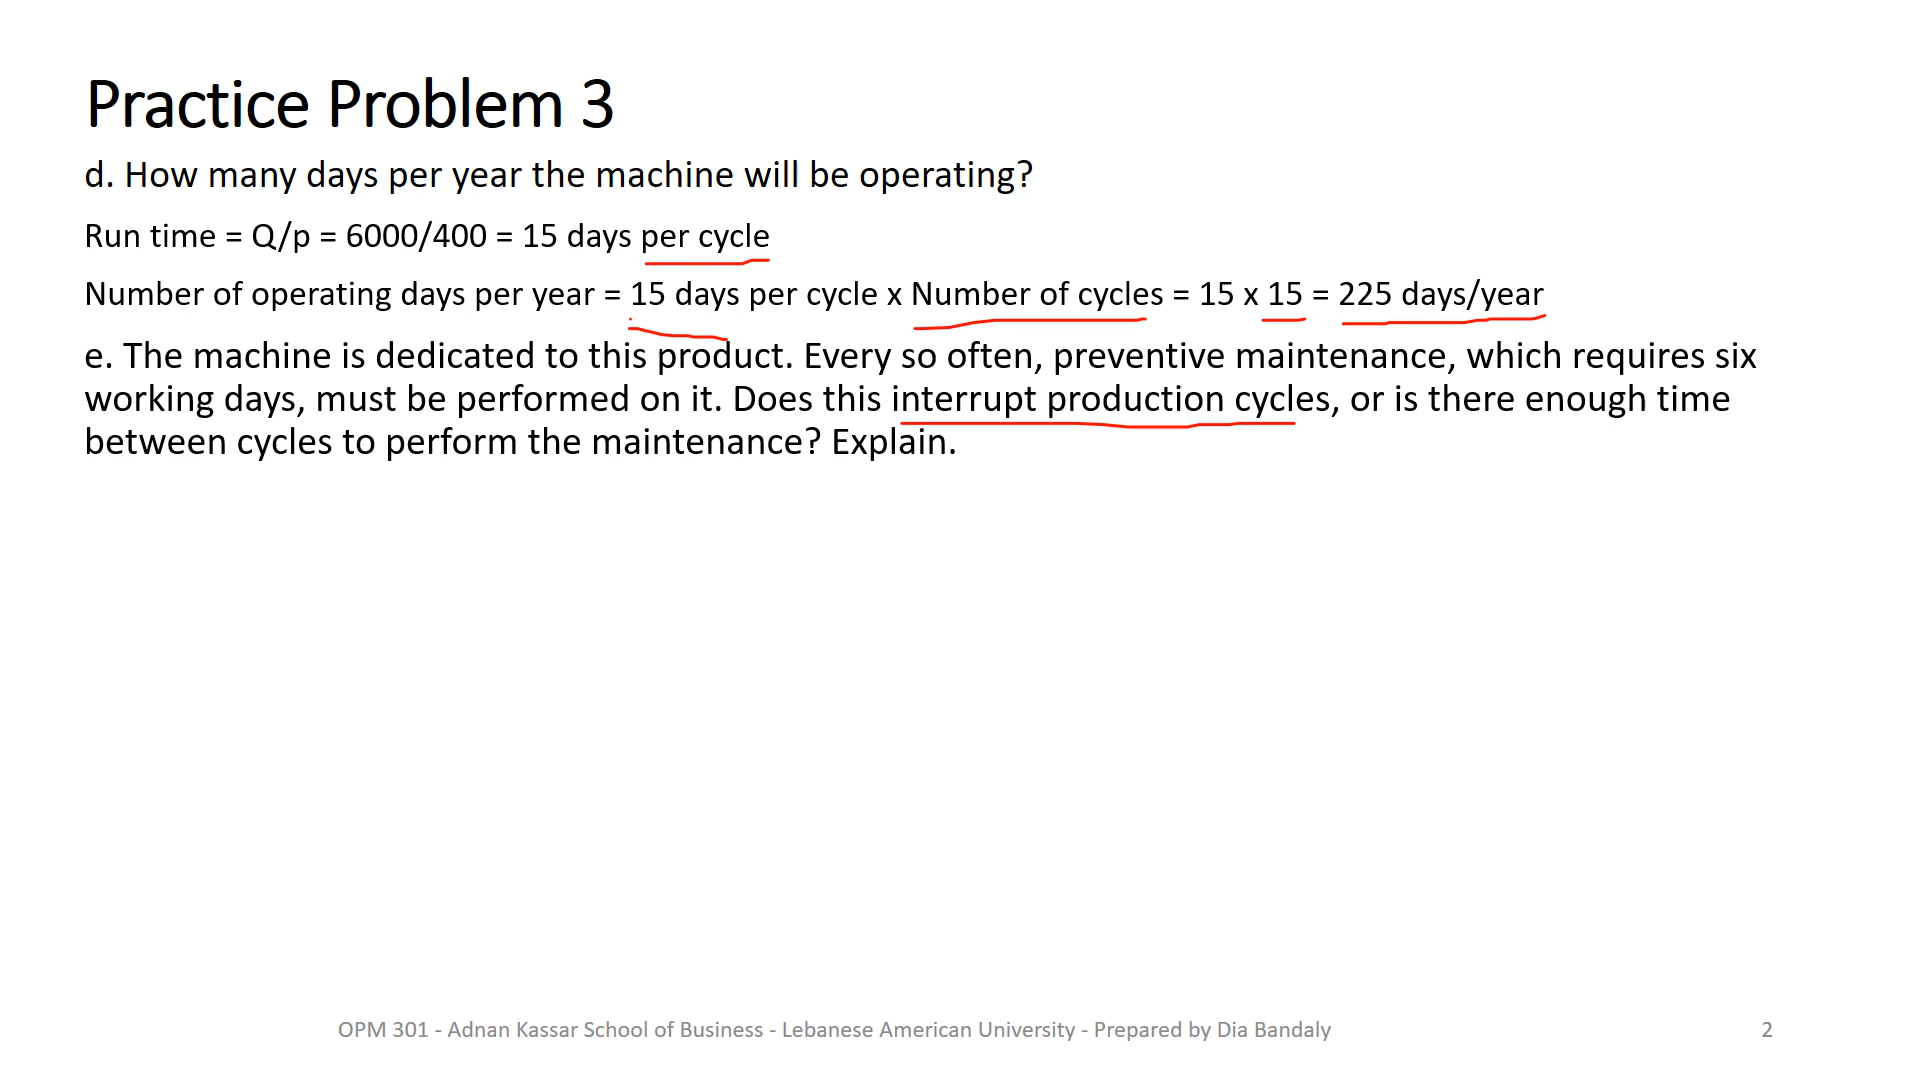 Practice Problem 3
d. How many days per year the machine will be operating?
Run time = Q/p = 6000/400 = 15 days per cycle
Number of operating days per year = 15 days per cycle x Number of cycles = 15 x 15 = 225 days/year
e. The machine is dedicated to this product. Every so often, preventive maintenance, which requires six
working days, must be performed on it. Does this interrupt production cycles, or is there enough time
between cycles to perform the maintenance? Explain.
OPM 301 - Adnan Kassar School of Business - Lebanese American University - Prepared by Dia Bandaly
2